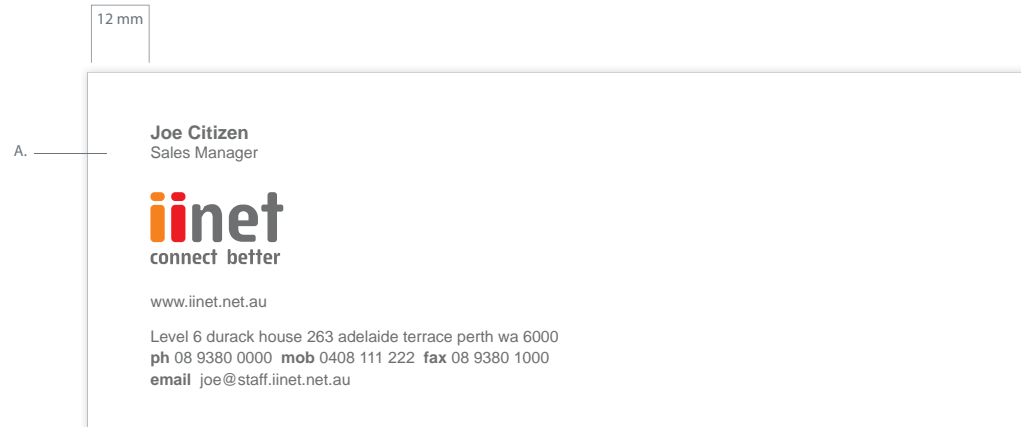 12 mm
Joe Citizen
A.
Sales Manager
iinet
connect better
www.iinet.net.au
Level 6 durack house 263 adelaide terrace perth wa 6000
ph 08 9380 0000 mob 0408 111 222 fax 08 9380 1000
email joe@staff.iinet.net.au